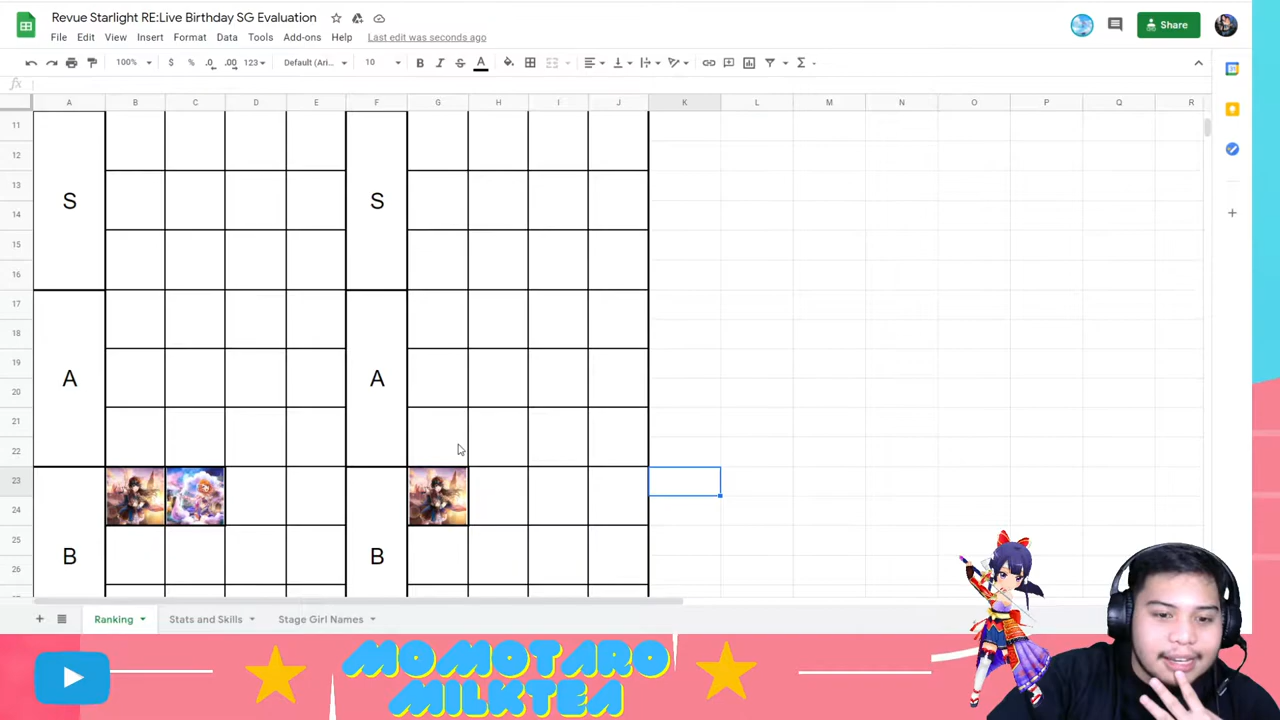 Revue Starlight RE:Live Birthday SG Evaluation
File Edit View Insert Format Data Tools Add-ons Help Last edit was seconds ago
Share
100% $ % .0 .00 123 Default (Ari... 10 B I S A
fx
A B C D E F G H I J K L M N O P Q R
11
12
13
S S
14
15
16
17
18
19
A A
20
21
22
23
24
25
B B
26
27
+ Ranking Stats and Skills Stage Girl Names
MOMOTARO
MILKTEA